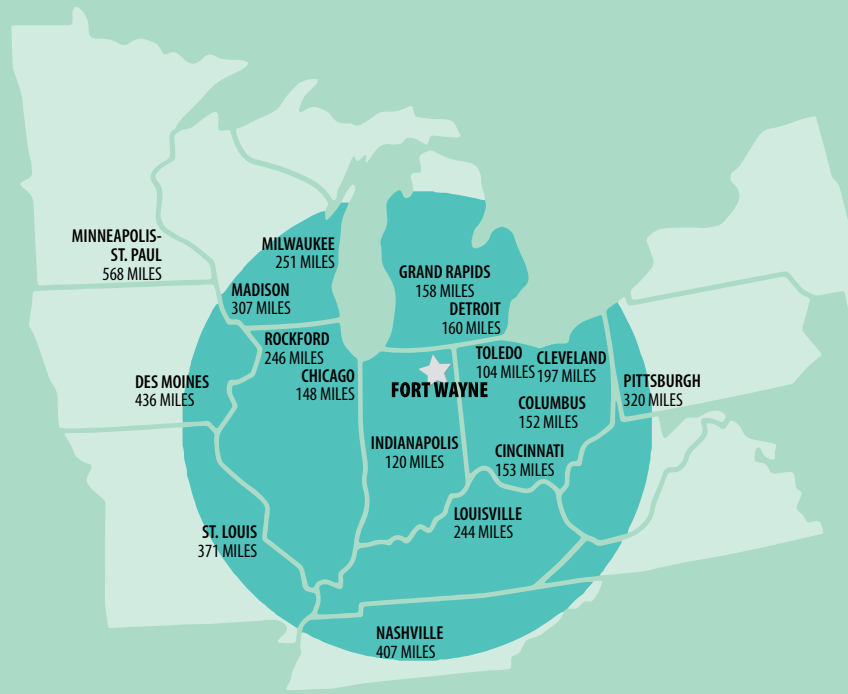 MINNEAPOLIS-
ST. PAUL
568 MILES
MILWAUKEE
251 MILES
MADISON
307 MILES
GRAND RAPIDS
158 MILES
DETROIT
160 MILES
ROCKFORD
246 MILES
CHICAGO
148 MILES
TOLEDO
104 MILES
CLEVELAND
197 MILES
FORT WAYNE
DES MOINES
436 MILES
PITTSBURGH
320 MILES
COLUMBUS
152 MILES
INDIANAPOLIS
120 MILES
CINCINNATI
153 MILES
LOUISVILLE
244 MILES
ST. LOUIS
371 MILES
NASHVILLE
407 MILES